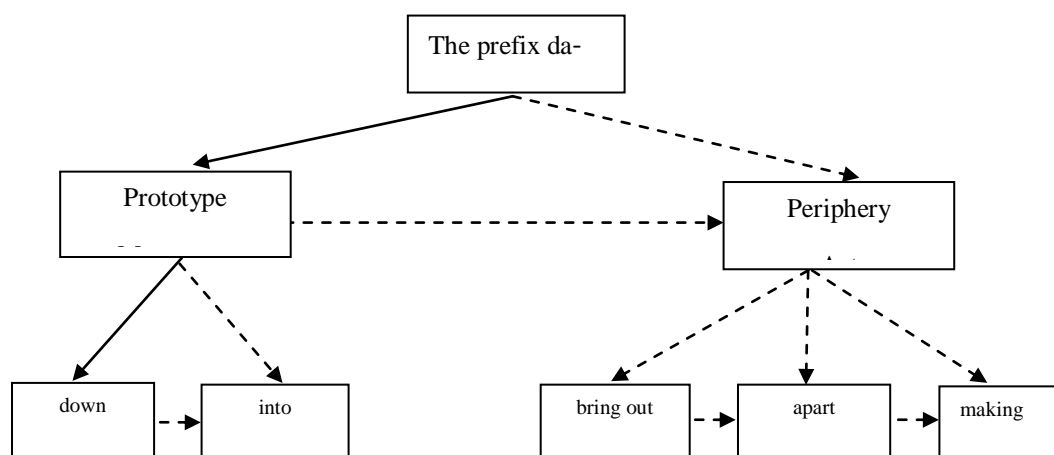 The prefix da-
Prototype
Periphery
down
into
bring out
apart
making